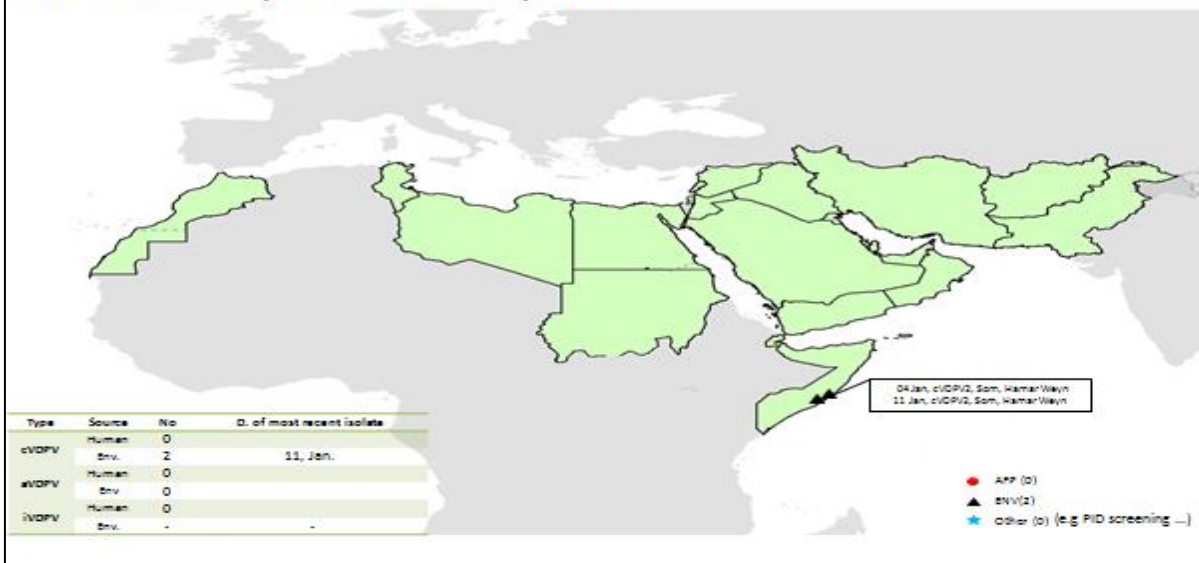 04 Jan, cVDPV2, Som, Hamar Weyn
11 Jan, cVDPV2, Som, Hamar Weyn
Type Source No D. of most recent isolate
cVDPV Human 0
Env. 2 11, Jan.
aVDPV Human 0
Env 0
iVDPV Human 0
Env. - -
AFP (0)
ENV(2)
Other (0) (e.g PID screening ...)